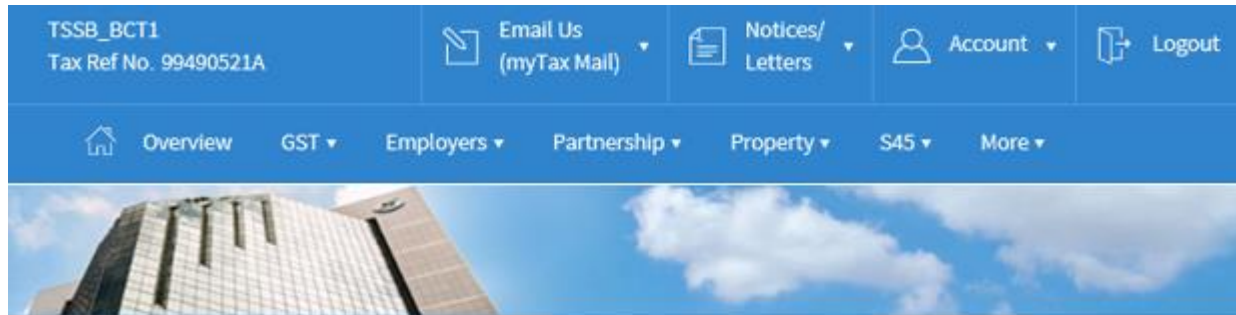 TSSB_BCT1
Tax Ref No. 99490521A
Email Us
(myTax Mail)
Notices/
Letters
Account
Logout
Overview
GST
Employers
Partnership
Property
S45
More